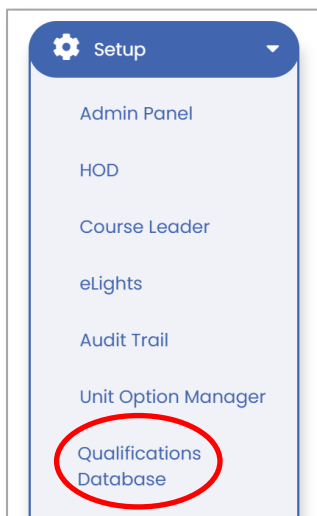 Setup
Admin Panel
HOD
Course Leader
eLights
Audit Trail
Unit Option Manager
Qualifications
Database